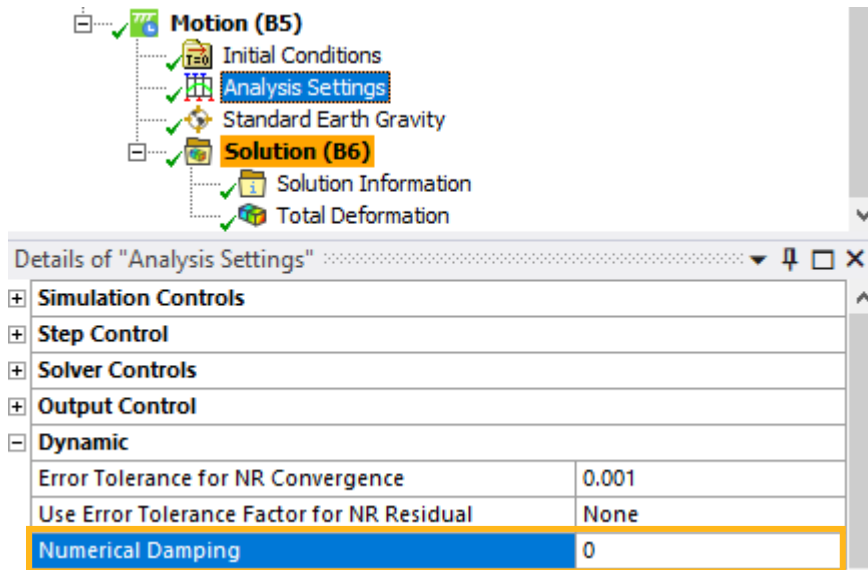 Motion (B5)
T=0 Initial Conditions
Analysis Settings
Standard Earth Gravity
Solution (B6)
i Solution Information
Total Deformation
Details of "Analysis Settings"
Simulation Controls
Step Control
Solver Controls
Output Control
Dynamic
Error Tolerance for NR Convergence 0.001
Use Error Tolerance Factor for NR Residual None
Numerical Damping 0